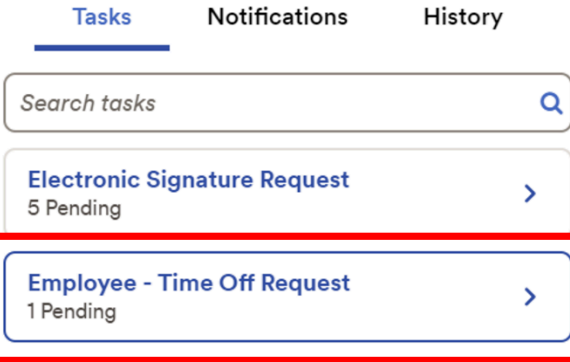 Tasks Notifications History
Search tasks
Electronic Signature Request
5 Pending
Employee - Time Off Request
1 Pending